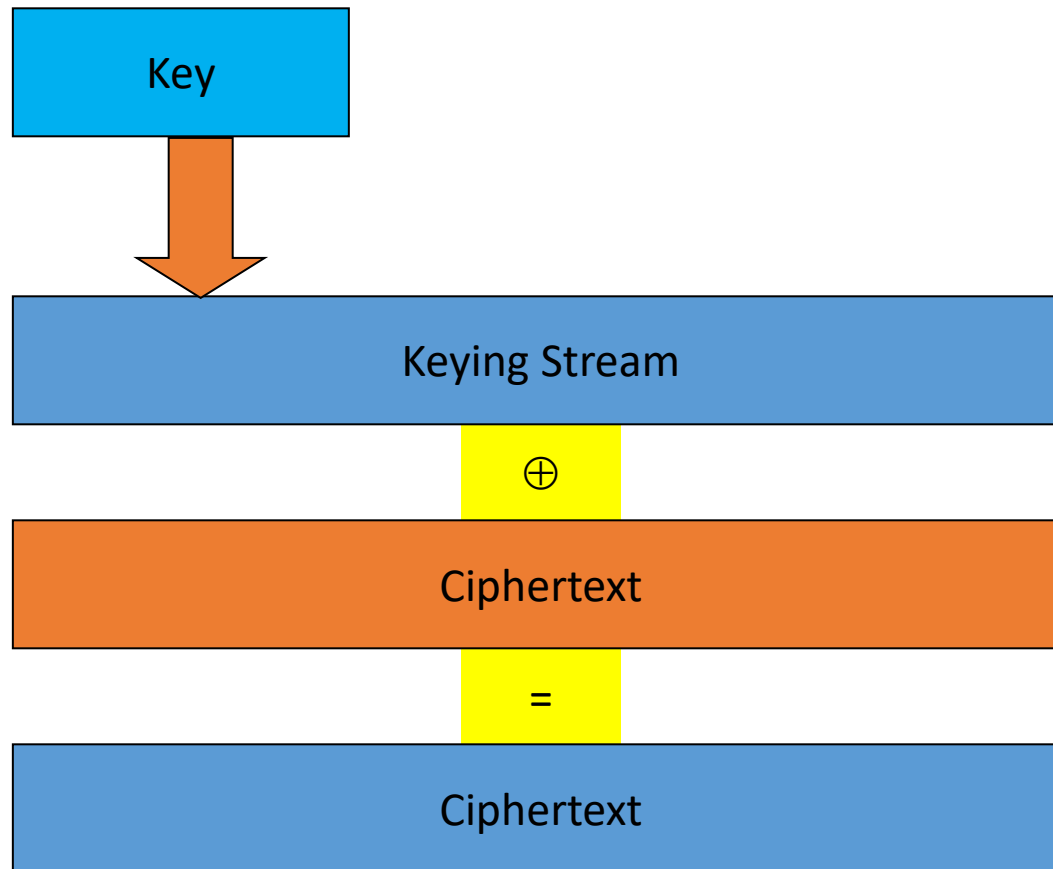 Key
Keying Stream
⊕
Ciphertext
=
Ciphertext